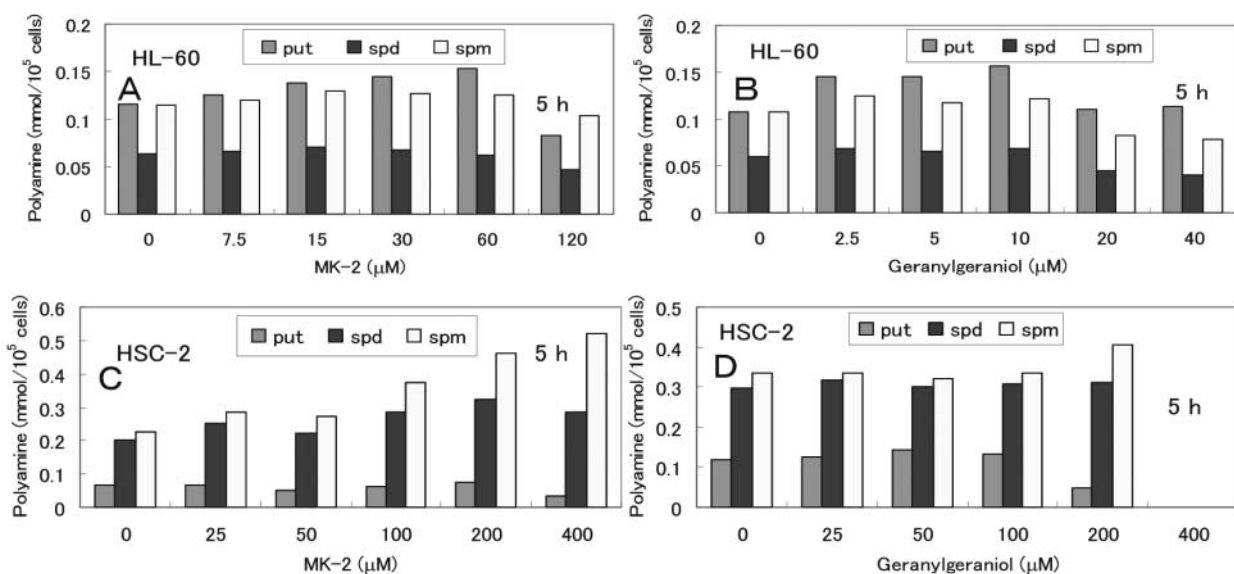 Polyamine (mmol/10⁵ cells)
0.2
0.15
0.1
0.05
0
put spd spm
HL-60
A
5 h
0 7.5 15 30 60 120
MK-2 (μM)
Polyamine (mmol/10⁵ cells)
0.2
0.15
0.1
0.05
0
put spd spm
HL-60
B
5 h
0 2.5 5 10 20 40
Geranylgeraniol (μM)
Polyamine (mmol/10⁵ cells)
0.6
0.5
0.4
0.3
0.2
0.1
0
put spd spm
HSC-2
C
5 h
0 25 50 100 200 400
MK-2 (μM)
Polyamine (mmol/10⁵ cells)
0.5
0.4
0.3
0.2
0.1
0
put spd spm
HSC-2
D
5 h
0 25 50 100 200 400
Geranylgeraniol (μM)